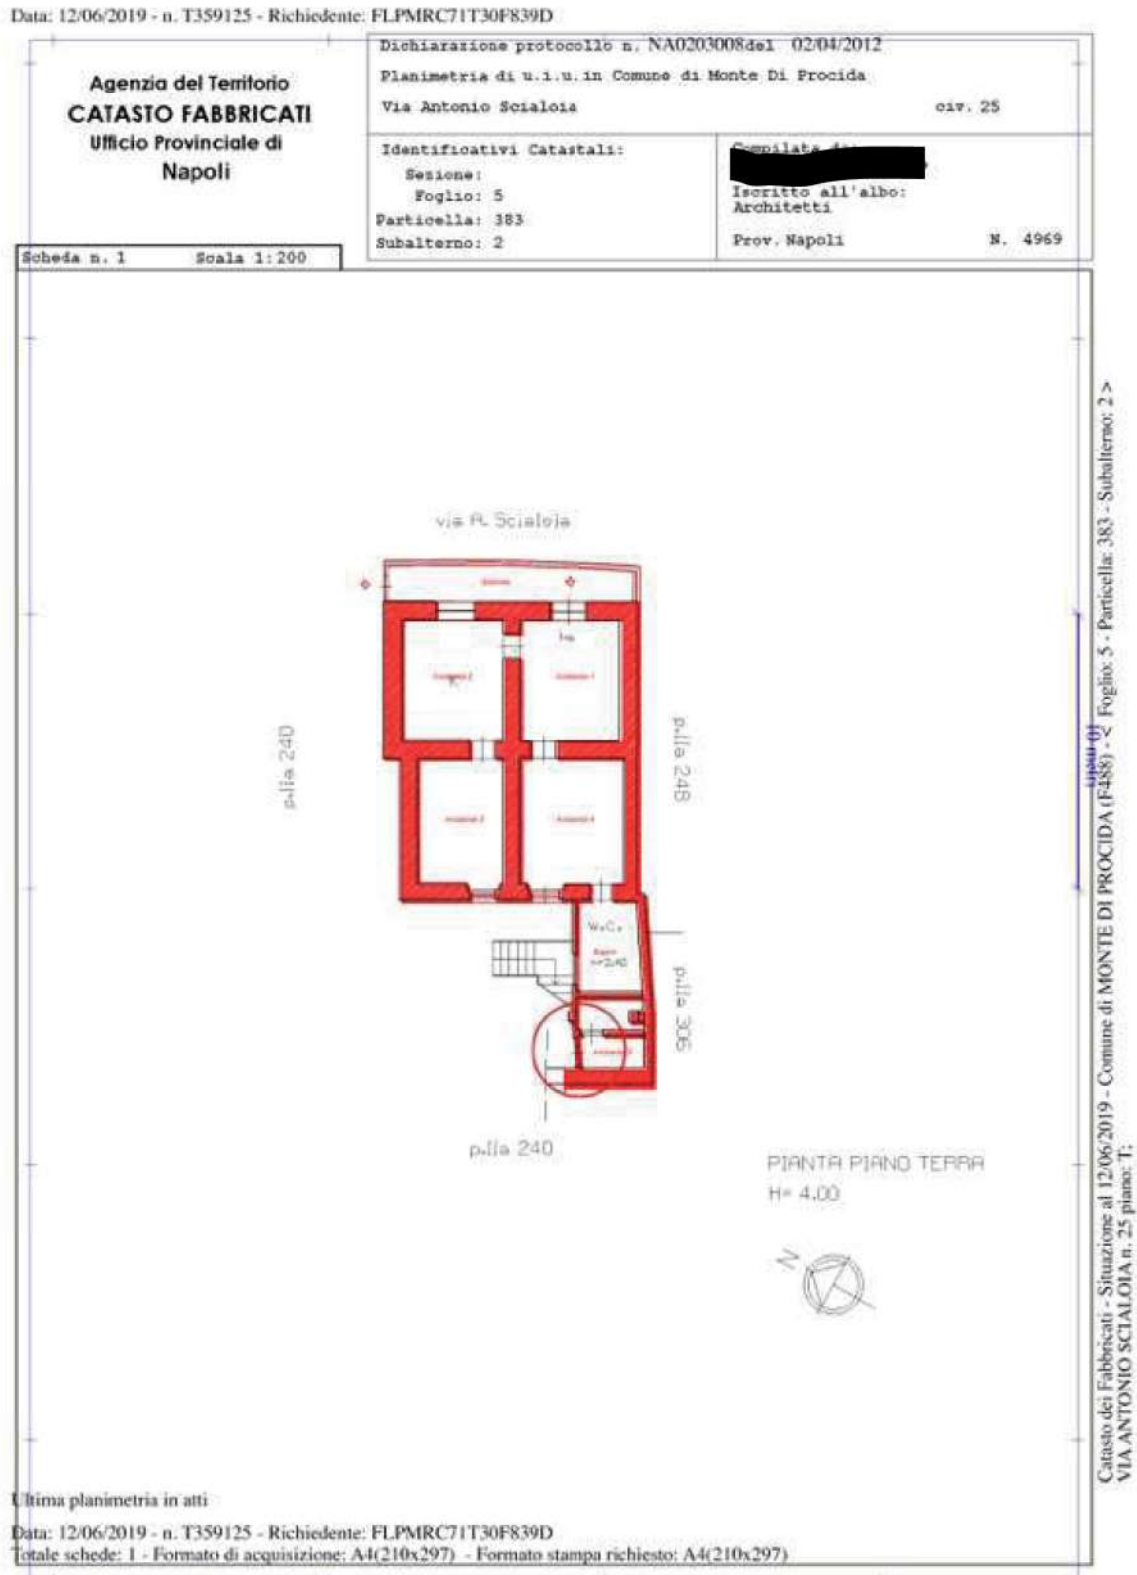 Data: 12/06/2019 - n. T359125 - Richiedente: FLPMRC71T30F839D
Agenzia del Territorio
CATASTO FABBRICATI
Ufficio Provinciale di
Napoli
Dichiarazione protocollo n. NA0203008del 02/04/2012
Planimetria di u.i.u. in Comune di Monte Di Procida
Via Antonio Scialoia civ. 25
Identificativi Catastali:
Sezione:
Foglio: 5
Particella: 383
Subalterno: 2
Compilata da:
Iscritto all'albo:
Architetti
Prov. Napoli N. 4969
Scheda n. 1 Scala 1:200
via A. Scialoia
p.lla 240
p.lla 248
W.C.
p.lla 306
p.lla 240
PIANTA PIANO TERRA
H= 4.00
N
10 metri
Catasto dei Fabbricati - Situazione al 12/06/2019 - Comune di MONTE DI PROCIDA (F488) - < Foglio: 5 - Particella: 383 - Subalterno: 2 >
VIA ANTONIO SCIALOIA n. 25 piano: T;
Ultima planimetria in atti
Data: 12/06/2019 - n. T359125 - Richiedente: FLPMRC71T30F839D
Totale schede: 1 - Formato di acquisizione: A4(210x297) - Formato stampa richiesto: A4(210x297)